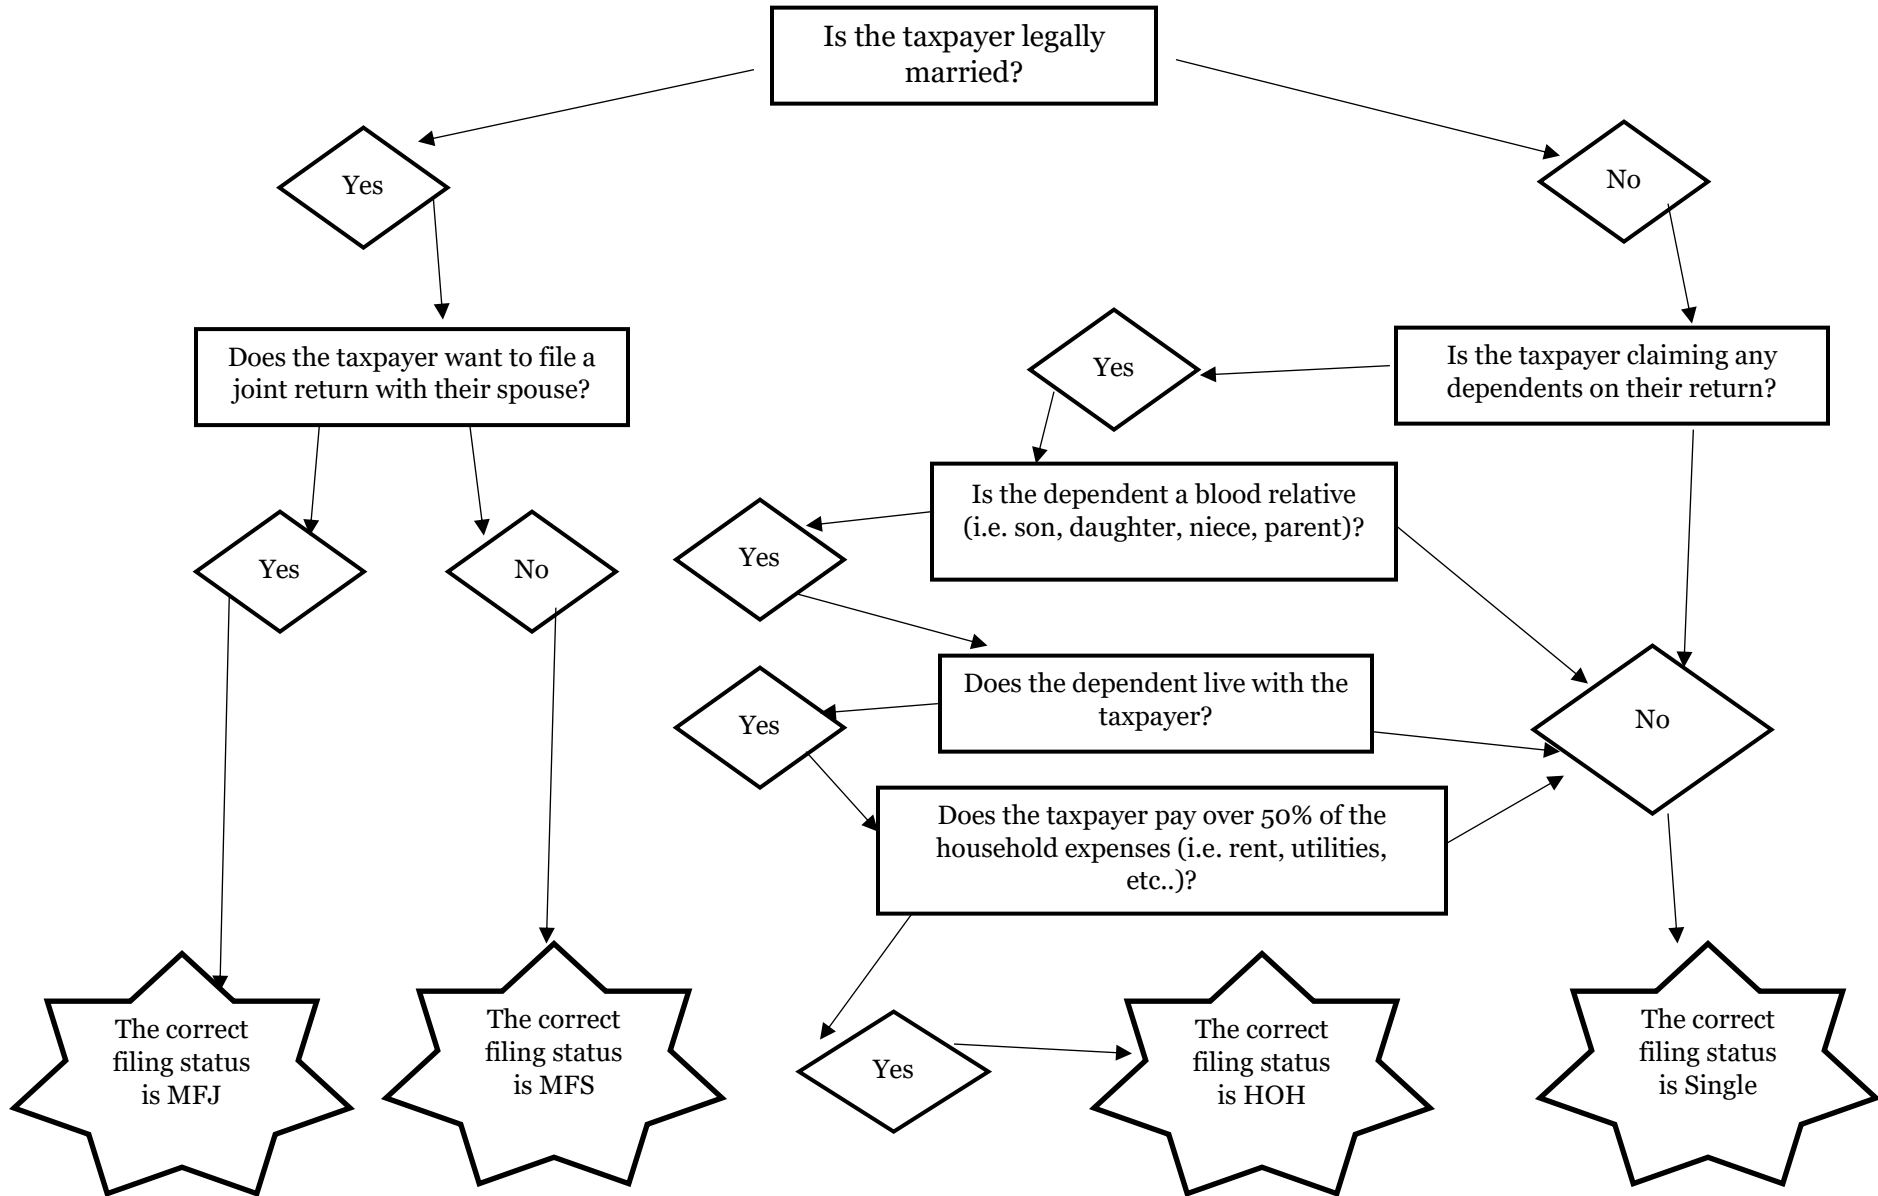 Is the taxpayer legally
married?
Yes
No
Does the taxpayer want to file a
joint return with their spouse?
Yes
Is the taxpayer claiming any
dependents on their return?
Is the dependent a blood relative
(i.e. son, daughter, niece, parent)?
Yes
No
Yes
Does the dependent live with the
taxpayer?
Yes
No
Does the taxpayer pay over 50% of the
household expenses (i.e. rent, utilities,
etc..)?
The correct
filing status
is MFJ
The correct
filing status
is MFS
Yes
The correct
filing status
is HOH
The correct
filing status
is Single